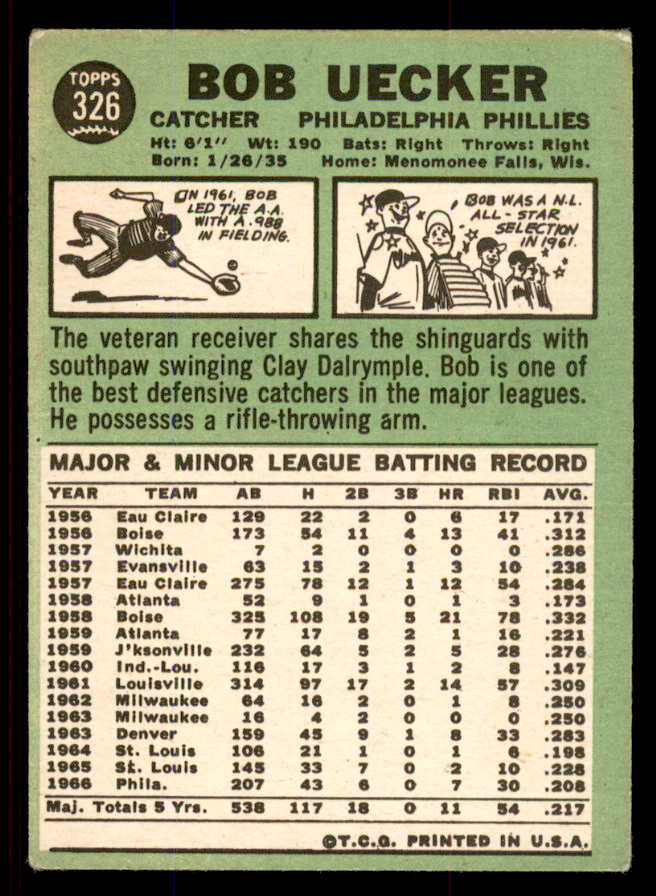 TOPPS
326
BOB UECKER
CATCHER PHILADELPHIA PHILLIES
Ht: 6'1" Wt: 190 Bats: Right Throws: Right
Born: 1/26/35 Home: Menomonee Falls, Wis.
ON 1961, BOB
LED THE A.A.
WITH A .988
IN FIELDING.
BOB WAS A N.L.
ALL-STAR
SELECTION
IN 1961.
The veteran receiver shares the shinguards with
southpaw swinging Clay Dalrymple. Bob is one of
the best defensive catchers in the major leagues.
He possesses a rifle-throwing arm.
MAJOR & MINOR LEAGUE BATTING RECORD
YEAR TEAM AB H 2B 3B HR RBI AVG.
1956 Eau Claire 129 22 2 0 6 17 .171
1956 Boise 173 54 11 4 13 41 .312
1957 Wichita 7 2 0 0 0 0 .286
1957 Evansville 63 15 2 1 3 10 .238
1957 Eau Claire 275 78 12 1 12 54 .284
1958 Atlanta 52 9 1 0 1 3 .173
1958 Boise 325 108 19 5 21 78 .332
1959 Atlanta 77 17 8 2 1 16 .221
1959 J'ksonville 232 64 5 2 5 28 .276
1960 Ind.-Lou. 116 17 3 1 2 8 .147
1961 Louisville 314 97 17 2 14 57 .309
1962 Milwaukee 64 16 2 0 1 8 .250
1963 Milwaukee 16 4 2 0 0 0 .250
1963 Denver 159 45 9 1 8 33 .283
1964 St. Louis 106 21 1 0 1 6 .198
1965 St. Louis 145 33 7 0 2 10 .228
1966 Phila. 207 43 6 0 7 30 .208
Maj. Totals 5 Yrs. 538 117 18 0 11 54 .217
©T.C.G. PRINTED IN U.S.A.